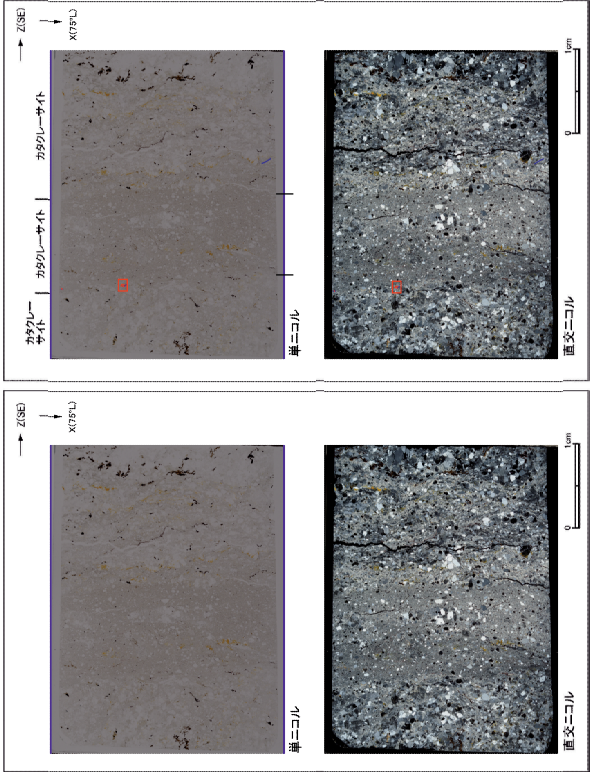 Z(SE)
X(75°L)
カタクレーサイト
カタクレーサイト
カタクレー
サイト
単ニコル
直交ニコル
0
1cm
Z(SE)
X(75°L)
単ニコル
直交ニコル
0
1cm